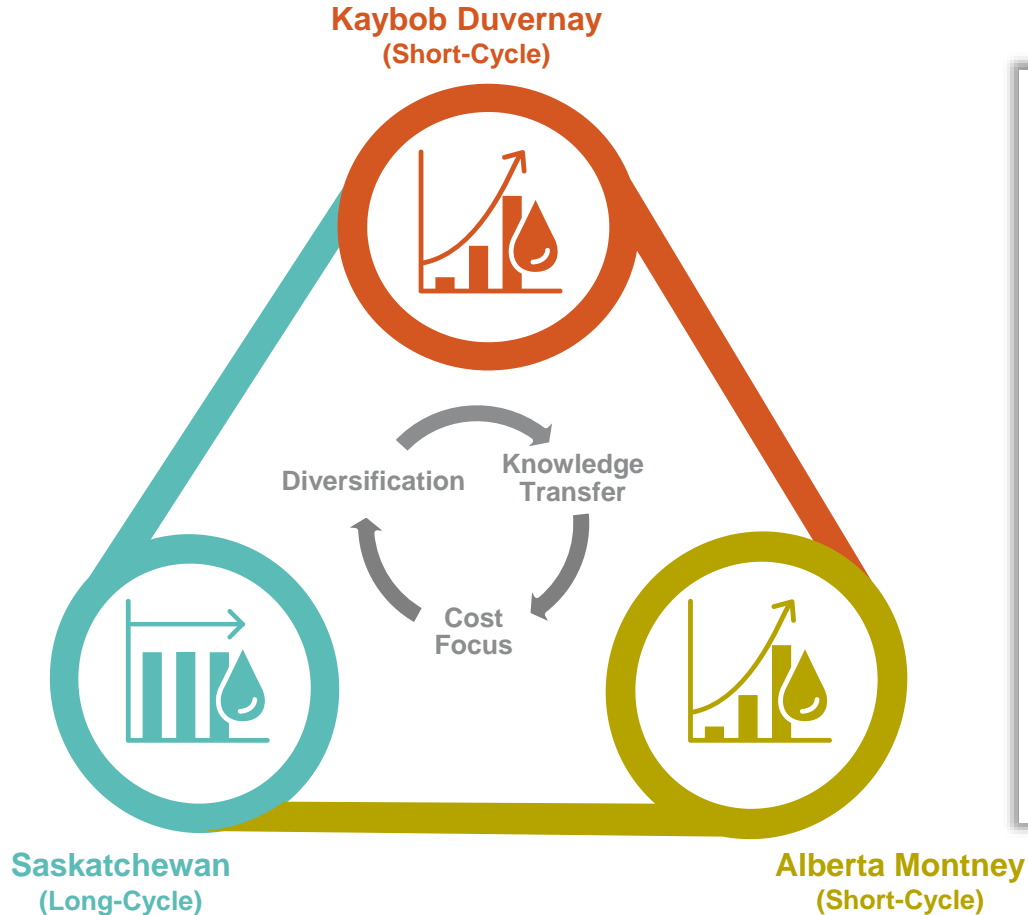 Kaybob Duvernay
(Short-Cycle)
Diversification
Knowledge
Transfer
Cost
Focus
Saskatchewan
(Long-Cycle)
Alberta Montney
(Short-Cycle)